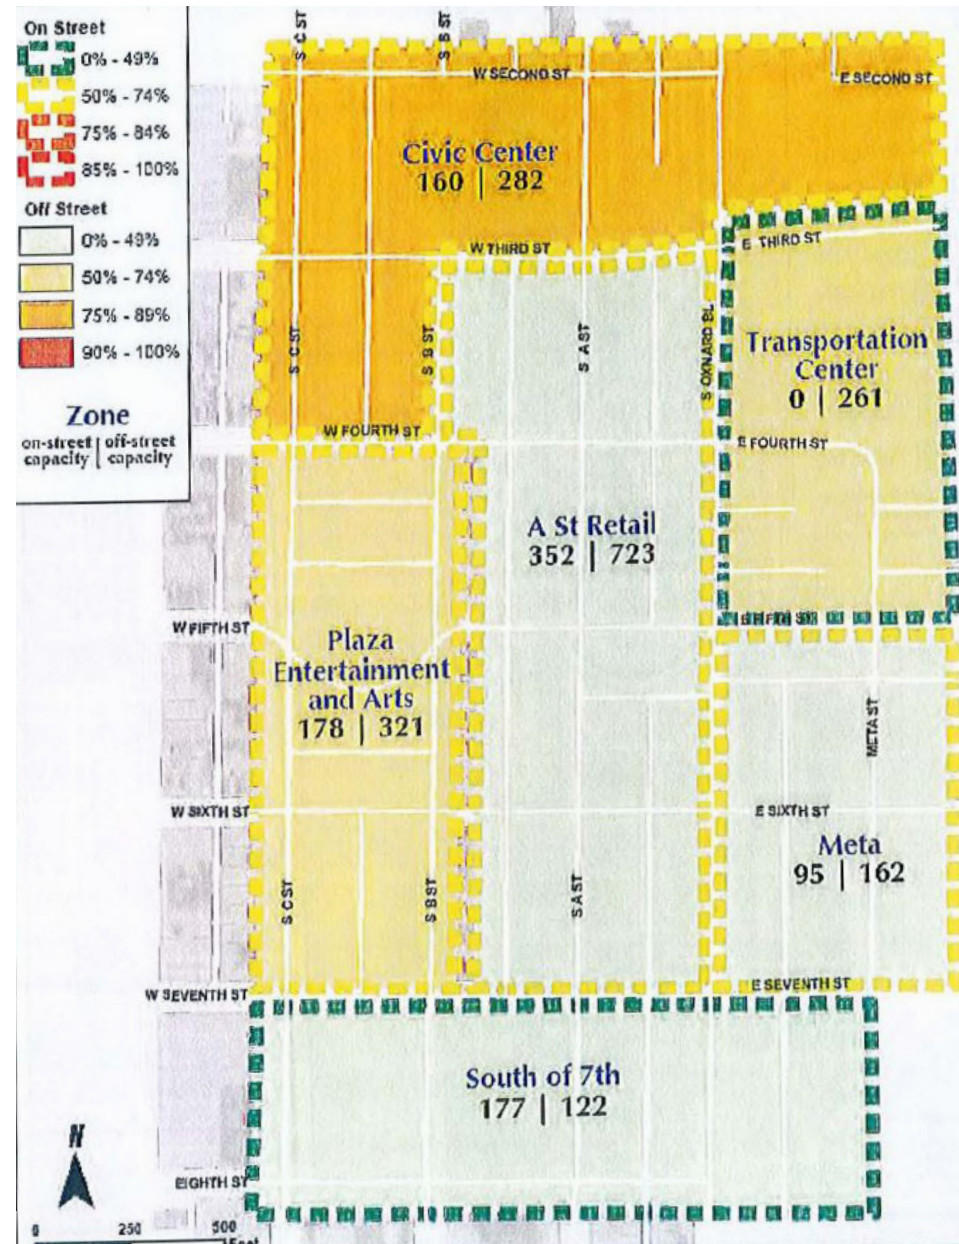 On Street
0% - 49%
50% - 74%
75% - 84%
85% - 100%
Off Street
0% - 49%
50% - 74%
75% - 89%
90% - 100%
Zone
on-street | off-street
capacity | capacity
S C ST
S B ST
W SECOND ST
E SECOND ST
Civic Center
160 | 282
W THIRD ST
E THIRD ST
S C ST
S B ST
S A ST
S OXNARD BL
Transportation
Center
0 | 261
W FOURTH ST
E FOURTH ST
A St Retail
352 | 723
W FIFTH ST
E FIFTH ST
Plaza
Entertainment
and Arts
178 | 321
META ST
W SIXTH ST
E SIXTH ST
Meta
95 | 162
S C ST
S B ST
S A ST
W SEVENTH ST
E SEVENTH ST
South of 7th
177 | 122
N
EIGHTH ST
0 250 500
Feet